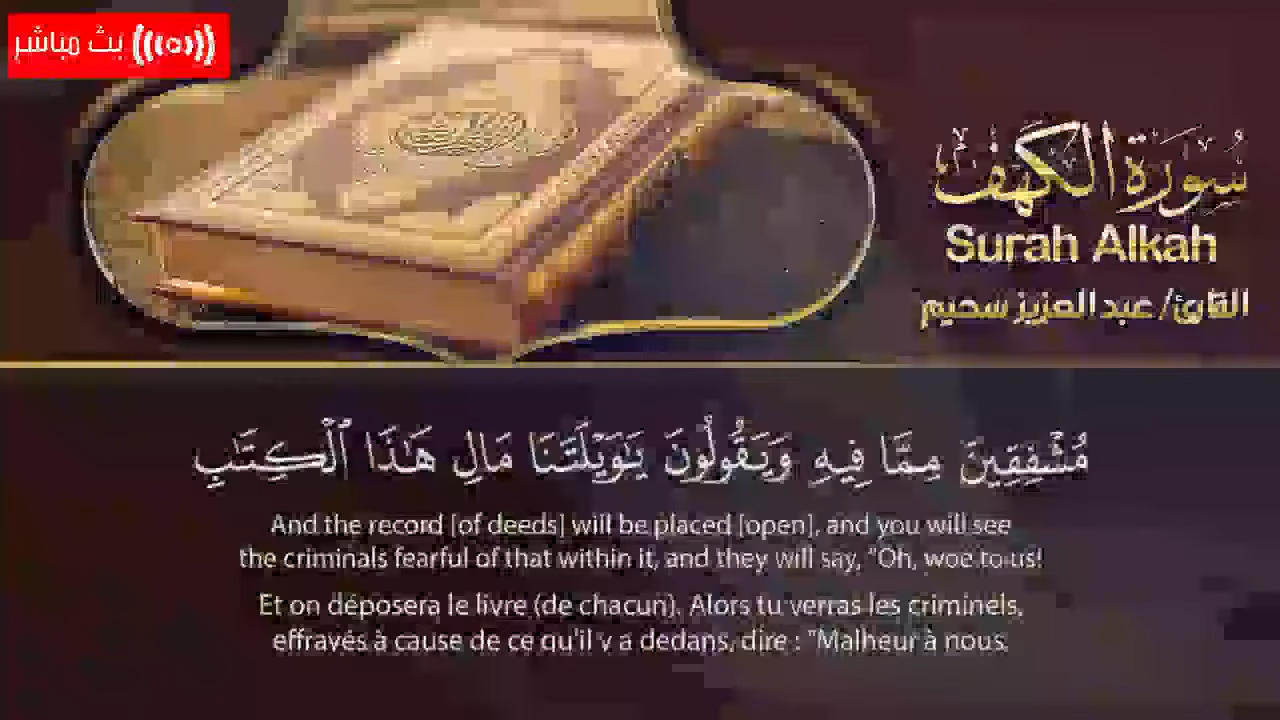 بث مباشر
سورة الكهف
Surah Alkah
القارئ/ عبد العزيز سحيم
مُشْفِقِينَ مِمَّا فِيهِ وَيَقُولُونَ يَٰوَيْلَتَنَا مَالِ هَٰذَا ٱلْكِتَٰبِ
And the record [of deeds] will be placed [open], and you will see
the criminals fearful of that within it, and they will say, "Oh, woe to us!
Et on déposera le livre (de chacun). Alors tu verras les criminels,
effrayés à cause de ce qu'il y a dedans, dire : "Malheur à nous,